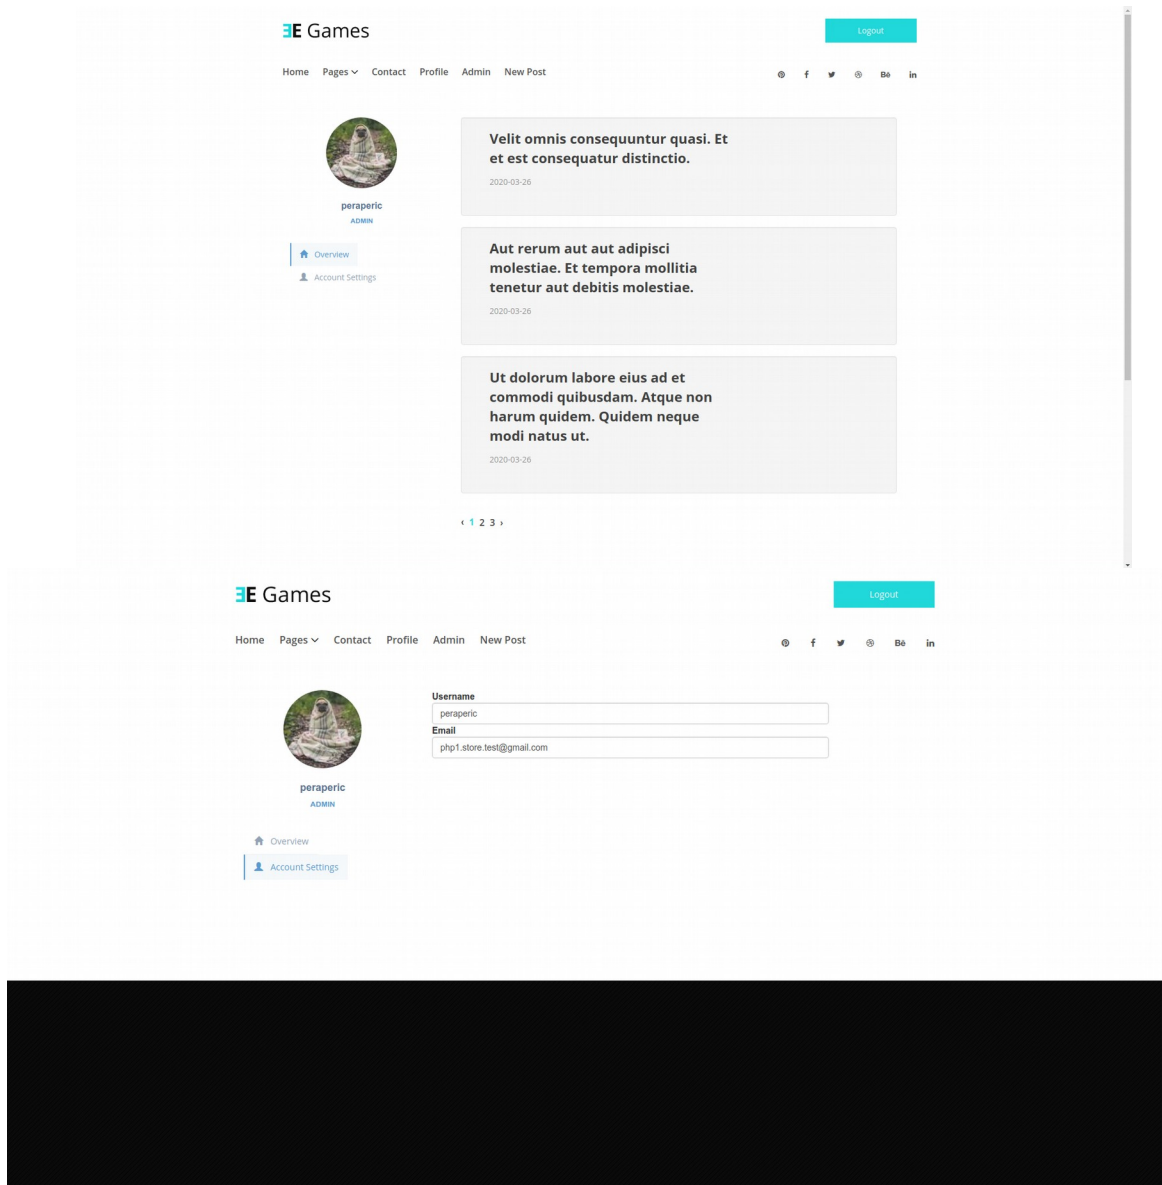 ƎE Games
Logout
Home Pages Contact Profile Admin New Post
Bē in
peraperic
ADMIN
Overview
Account Settings
Velit omnis consequuntur quasi. Et
et est consequatur distinctio.
2020-03-26
Aut rerum aut aut adipisci
molestiae. Et tempora mollitia
tenetur aut debitis molestiae.
2020-03-26
Ut dolorum labore eius ad et
commodi quibusdam. Atque non
harum quidem. Quidem neque
modi natus ut.
2020-03-26
‹ 1 2 3 ›
ƎE Games
Logout
Home Pages Contact Profile Admin New Post
Bē in
peraperic
ADMIN
Overview
Account Settings
Username
peraperic
Email
php1.store.test@gmail.com